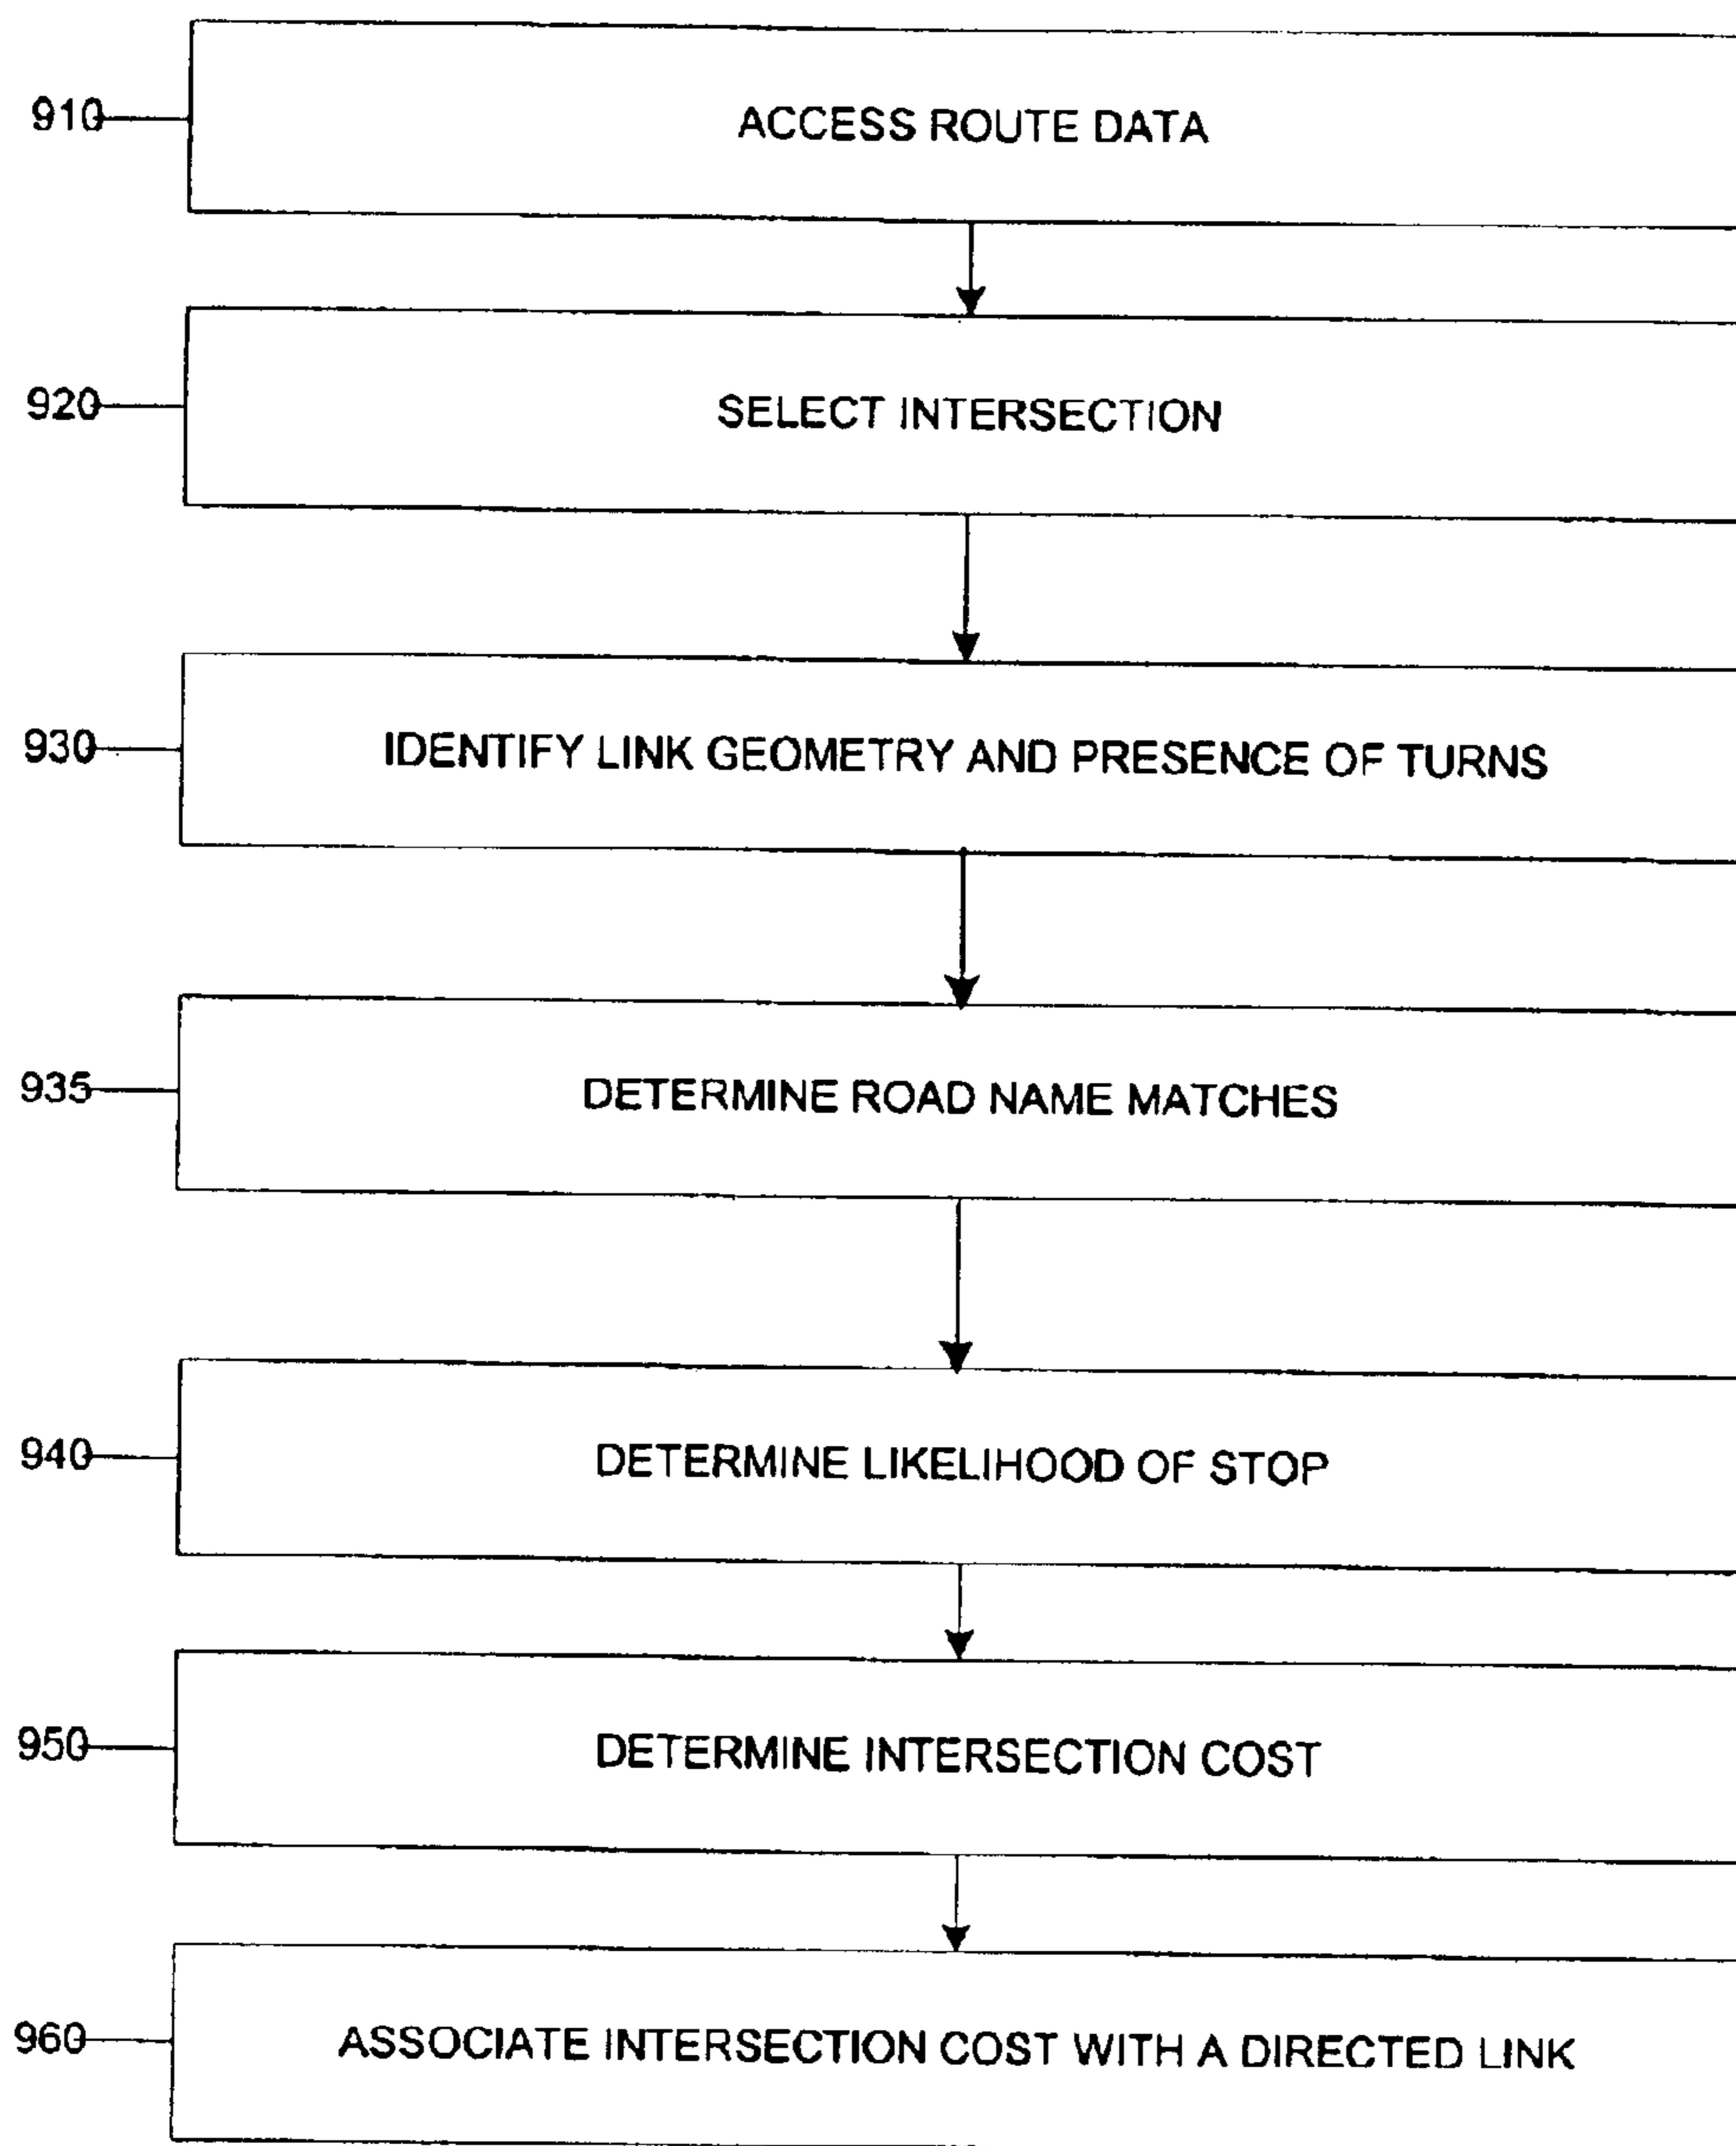 910 ACCESS ROUTE DATA
920 SELECT INTERSECTION
930 IDENTIFY LINK GEOMETRY AND PRESENCE OF TURNS
935 DETERMINE ROAD NAME MATCHES
940 DETERMINE LIKELIHOOD OF STOP
950 DETERMINE INTERSECTION COST
960 ASSOCIATE INTERSECTION COST WITH A DIRECTED LINK